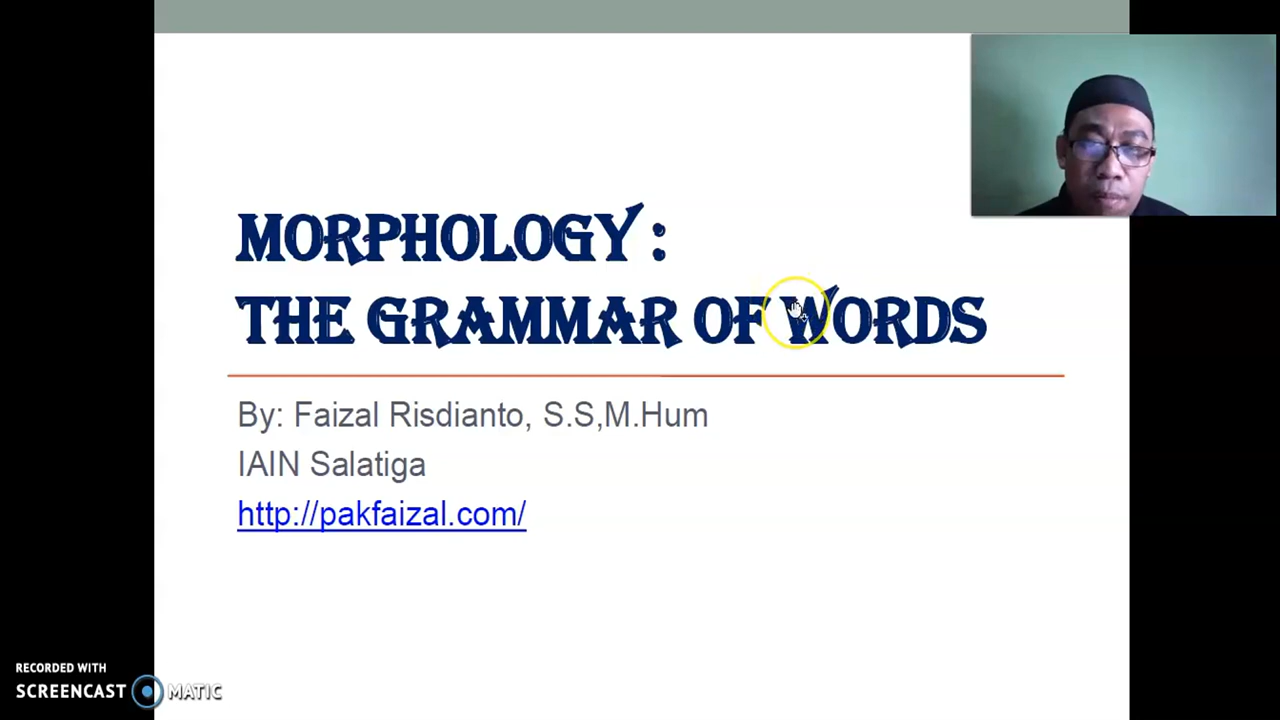 MORPHOLOGY :
THE GRAMMAR OF WORDS
By: Faizal Risdianto, S.S,M.Hum
IAIN Salatiga
http://pakfaizal.com/
RECORDED WITH
SCREENCAST MATIC